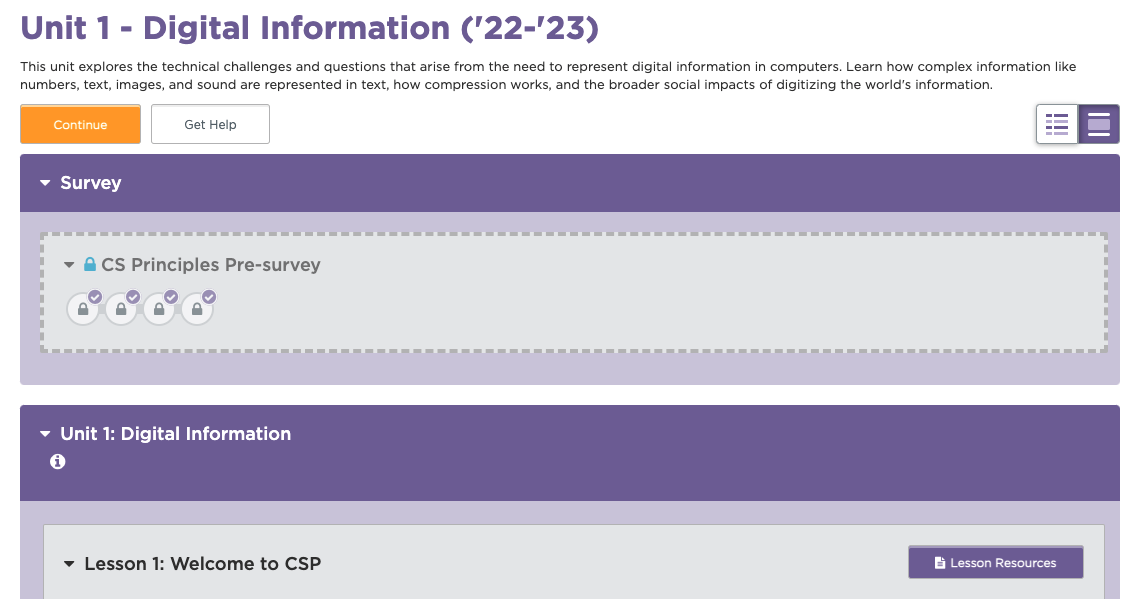 Unit 1 - Digital Information ('22-'23)
This unit explores the technical challenges and questions that arise from the need to represent digital information in computers. Learn how complex information like
numbers, text, images, and sound are represented in text, how compression works, and the broader social impacts of digitizing the world's information.
Continue
Get Help
Survey
CS Principles Pre-survey
Unit 1: Digital Information
Lesson 1: Welcome to CSP
Lesson Resources